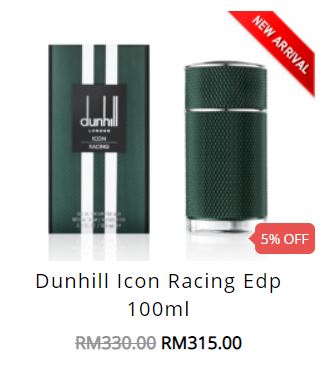 NEW ARRIVAL
dunhill
LONDON
ICON
RACING
5% OFF
Dunhill Icon Racing Edp
100ml
RM330.00 RM315.00